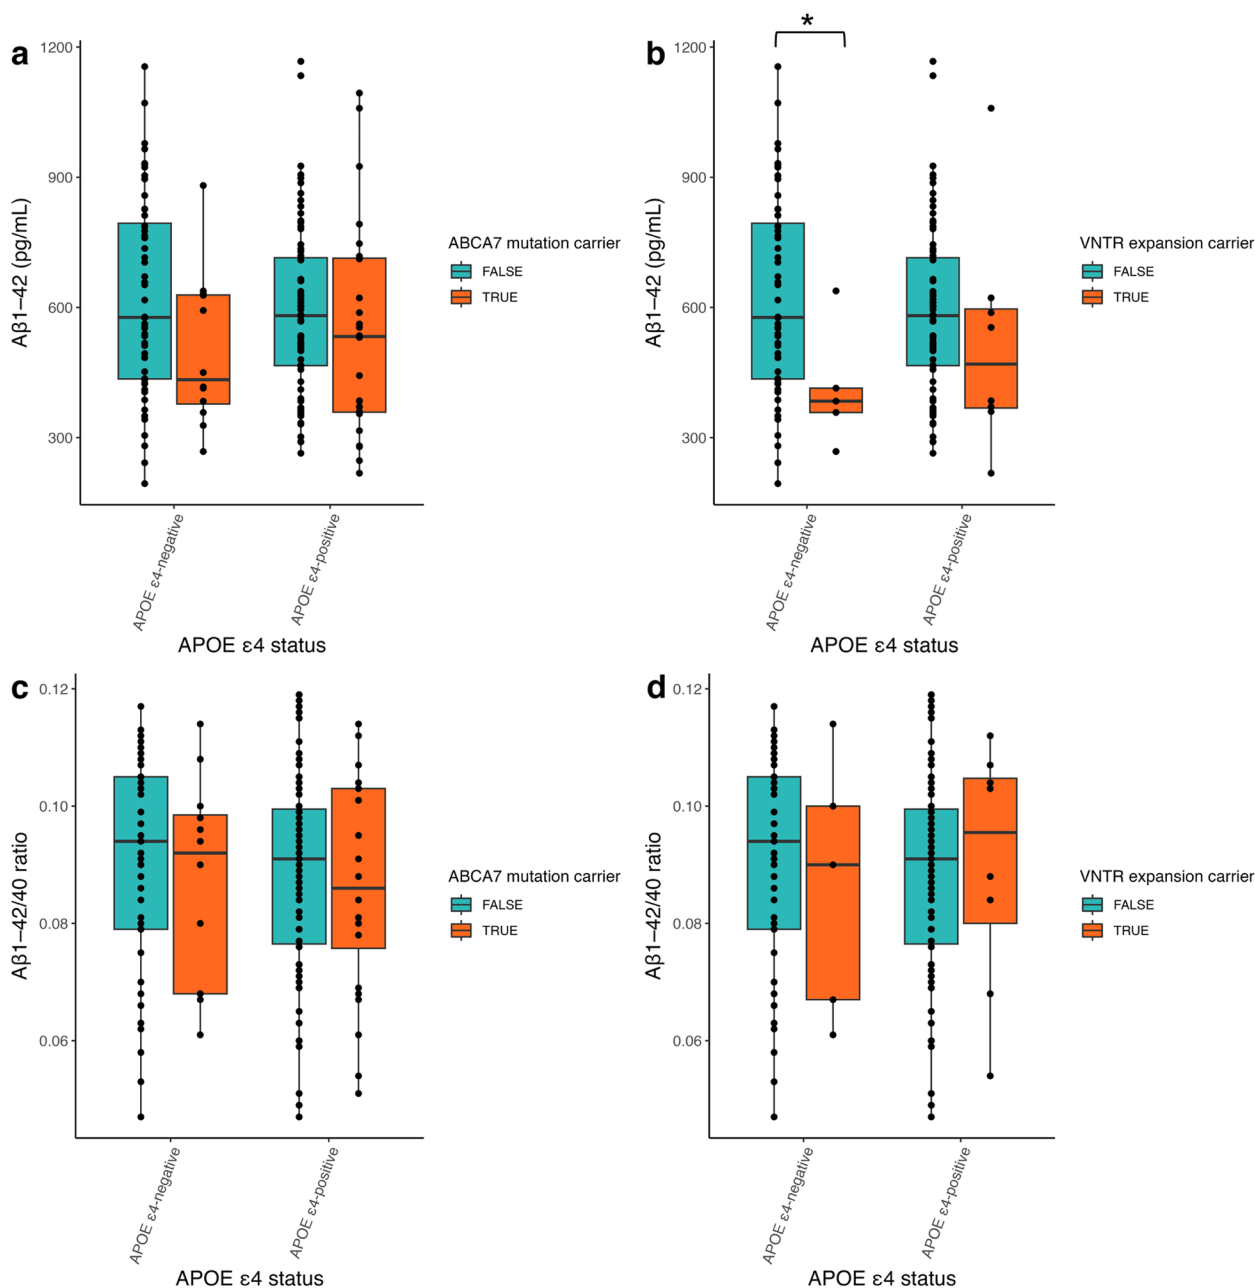 a
1200
900
600
300
Aβ1−42 (pg/mL)
APOE ε4−negative
APOE ε4−positive
APOE ε4 status
ABCA7 mutation carrier
FALSE
TRUE
b
*
1200
900
600
300
Aβ1−42 (pg/mL)
APOE ε4−negative
APOE ε4−positive
APOE ε4 status
VNTR expansion carrier
FALSE
TRUE
c
0.12
0.10
0.08
0.06
Aβ1−42/40 ratio
APOE ε4−negative
APOE ε4−positive
APOE ε4 status
ABCA7 mutation carrier
FALSE
TRUE
d
0.12
0.10
0.08
0.06
Aβ1−42/40 ratio
APOE ε4−negative
APOE ε4−positive
APOE ε4 status
VNTR expansion carrier
FALSE
TRUE